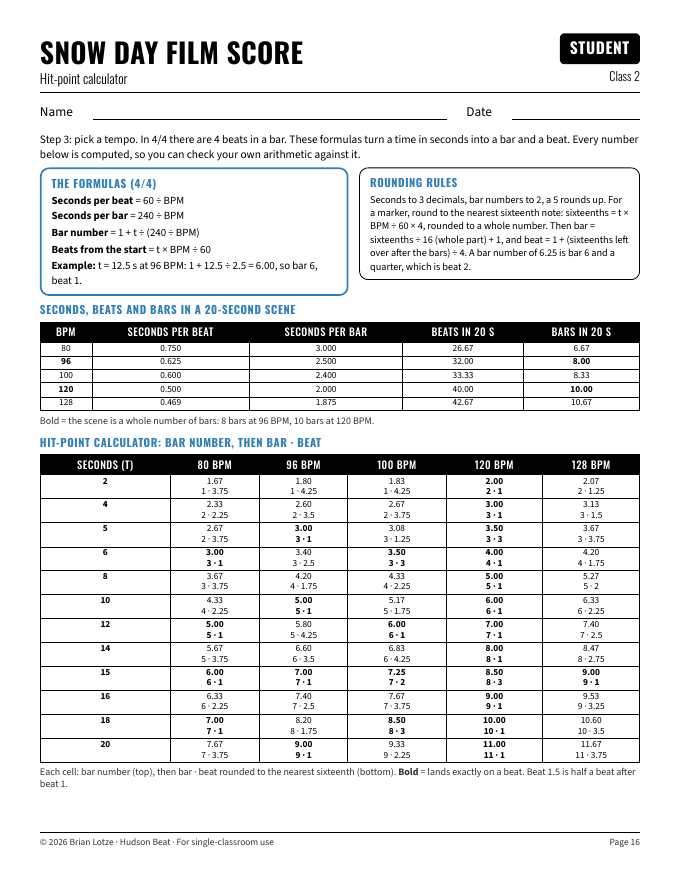 SNOW DAY FILM SCORE
STUDENT
Hit-point calculator
Class 2
Name
Date
Step 3: pick a tempo. In 4/4 there are 4 beats in a bar. These formulas turn a time in seconds into a bar and a beat. Every number
below is computed, so you can check your own arithmetic against it.
THE FORMULAS (4/4)
Seconds per beat = 60 ÷ BPM
Seconds per bar = 240 ÷ BPM
Bar number = 1 + t ÷ (240 ÷ BPM)
Beats from the start = t × BPM ÷ 60
Example: t = 12.5 s at 96 BPM: 1 + 12.5 ÷ 2.5 = 6.00, so bar 6,
beat 1.
ROUNDING RULES
Seconds to 3 decimals, bar numbers to 2, a 5 rounds up. For
a marker, round to the nearest sixteenth note: sixteenths = t ×
BPM ÷ 60 × 4, rounded to a whole number. Then bar =
sixteenths ÷ 16 (whole part) + 1, and beat = 1 + (sixteenths left
over after the bars) ÷ 4. A bar number of 6.25 is bar 6 and a
quarter, which is beat 2.
SECONDS, BEATS AND BARS IN A 20-SECOND SCENE
BPM SECONDS PER BEAT SECONDS PER BAR BEATS IN 20 S BARS IN 20 S
80 0.750 3.000 26.67 6.67
96 0.625 2.500 32.00 8.00
100 0.600 2.400 33.33 8.33
120 0.500 2.000 40.00 10.00
128 0.469 1.875 42.67 10.67
Bold = the scene is a whole number of bars: 8 bars at 96 BPM, 10 bars at 120 BPM.
HIT-POINT CALCULATOR: BAR NUMBER, THEN BAR · BEAT
SECONDS (T) 80 BPM 96 BPM 100 BPM 120 BPM 128 BPM
2 1.67 1.80 1.83 2.00 2.07
1 · 3.75 1 · 4.25 1 · 4.25 2 · 1 2 · 1.25
4 2.33 2.60 2.67 3.00 3.13
2 · 2.25 2 · 3.5 2 · 3.75 3 · 1 3 · 1.5
5 2.67 3.00 3.08 3.50 3.67
2 · 3.75 3 · 1 3 · 1.25 3 · 3 3 · 3.75
6 3.00 3.40 3.50 4.00 4.20
3 · 1 3 · 2.5 3 · 3 4 · 1 4 · 1.75
8 3.67 4.20 4.33 5.00 5.27
3 · 3.75 4 · 1.75 4 · 2.25 5 · 1 5 · 2
10 4.33 5.00 5.17 6.00 6.33
4 · 2.25 5 · 1 5 · 1.75 6 · 1 6 · 2.25
12 5.00 5.80 6.00 7.00 7.40
5 · 1 5 · 4.25 6 · 1 7 · 1 7 · 2.5
14 5.67 6.60 6.83 8.00 8.47
5 · 3.75 6 · 3.5 6 · 4.25 8 · 1 8 · 2.75
15 6.00 7.00 7.25 8.50 9.00
6 · 1 7 · 1 7 · 2 8 · 3 9 · 1
16 6.33 7.40 7.67 9.00 9.53
6 · 2.25 7 · 2.5 7 · 3.75 9 · 1 9 · 3.25
18 7.00 8.20 8.50 10.00 10.60
7 · 1 8 · 1.75 8 · 3 10 · 1 10 · 3.5
20 7.67 9.00 9.33 11.00 11.67
7 · 3.75 9 · 1 9 · 2.25 11 · 1 11 · 3.75
Each cell: bar number (top), then bar · beat rounded to the nearest sixteenth (bottom). Bold = lands exactly on a beat. Beat 1.5 is half a beat after
beat 1.
© 2026 Brian Lotze · Hudson Beat · For single-classroom use
Page 16